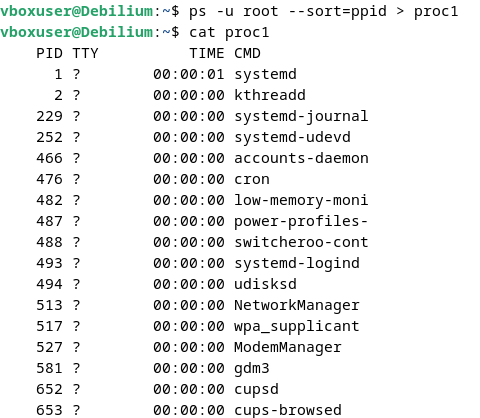 vboxuser@Debilium:~$ ps -u root --sort=ppid > proc1
vboxuser@Debilium:~$ cat proc1
    PID TTY          TIME CMD
      1 ?        00:00:01 systemd
      2 ?        00:00:00 kthreadd
    229 ?        00:00:00 systemd-journal
    252 ?        00:00:00 systemd-udevd
    466 ?        00:00:00 accounts-daemon
    476 ?        00:00:00 cron
    482 ?        00:00:00 low-memory-moni
    487 ?        00:00:00 power-profiles-
    488 ?        00:00:00 switcheroo-cont
    493 ?        00:00:00 systemd-logind
    494 ?        00:00:00 udisksd
    513 ?        00:00:00 NetworkManager
    517 ?        00:00:00 wpa_supplicant
    527 ?        00:00:00 ModemManager
    581 ?        00:00:00 gdm3
    652 ?        00:00:00 cupsd
    653 ?        00:00:00 cups-browsed